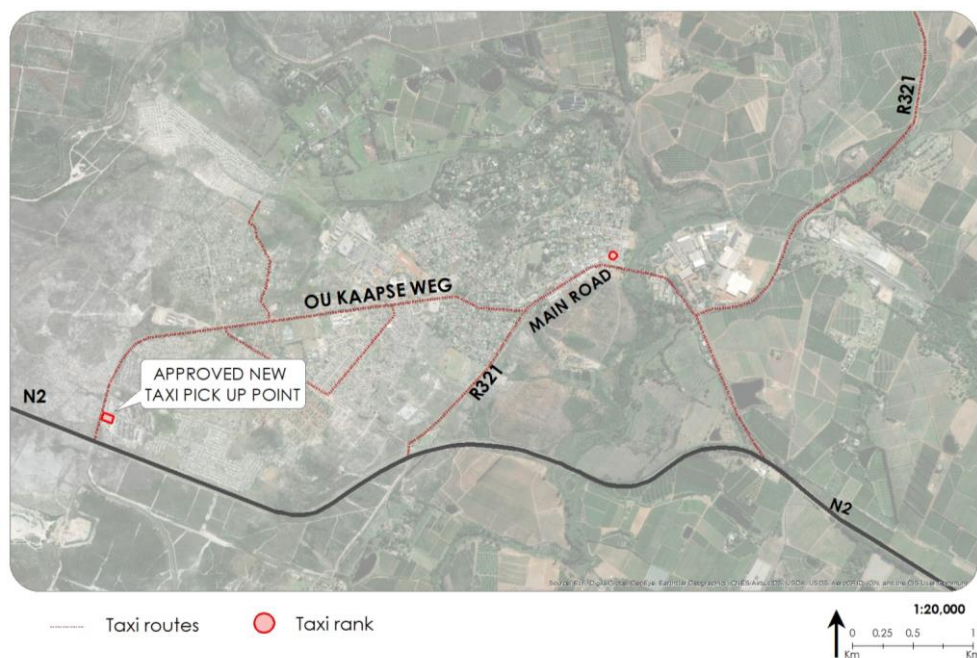 R321
OU KAAPSE WEG
MAIN ROAD
APPROVED NEW
TAXI PICK UP POINT
N2
R321
N2
Taxi routes
Taxi rank
1:20,000
0 0.25 0.5 1
Km Km